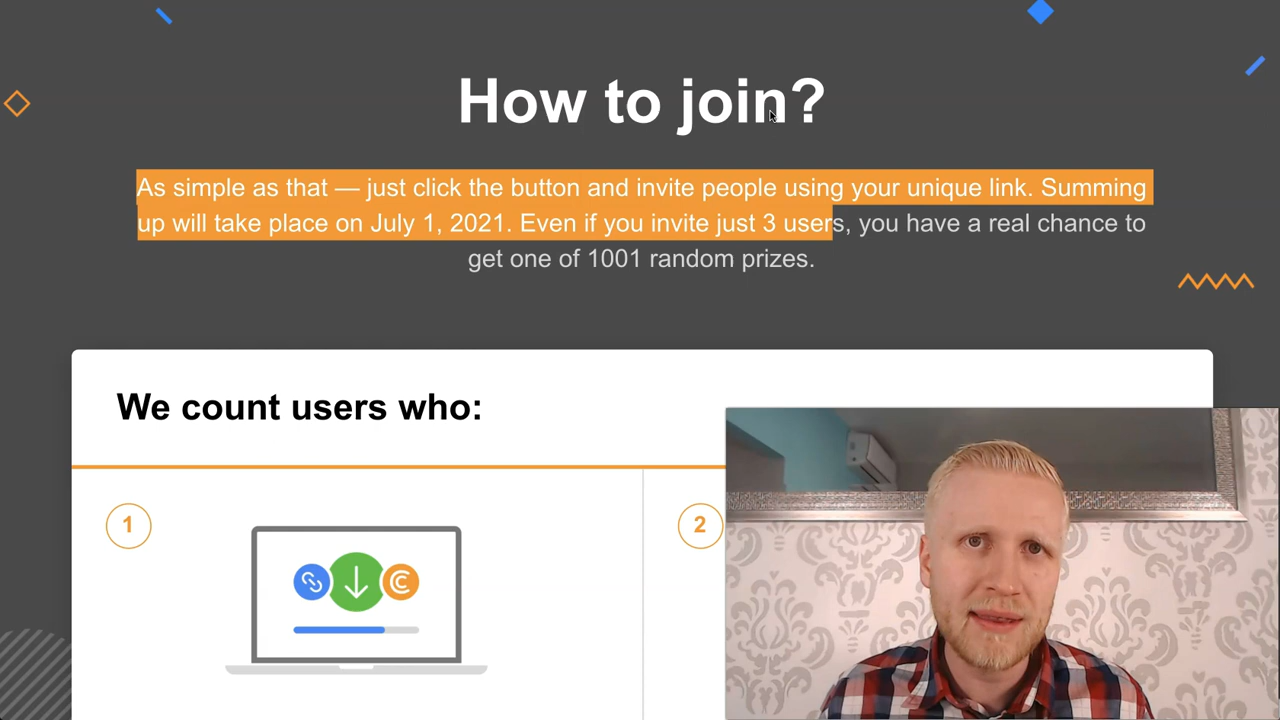 How to join?
As simple as that — just click the button and invite people using your unique link. Summing
up will take place on July 1, 2021. Even if you invite just 3 users, you have a real chance to
get one of 1001 random prizes.
We count users who:
1
2